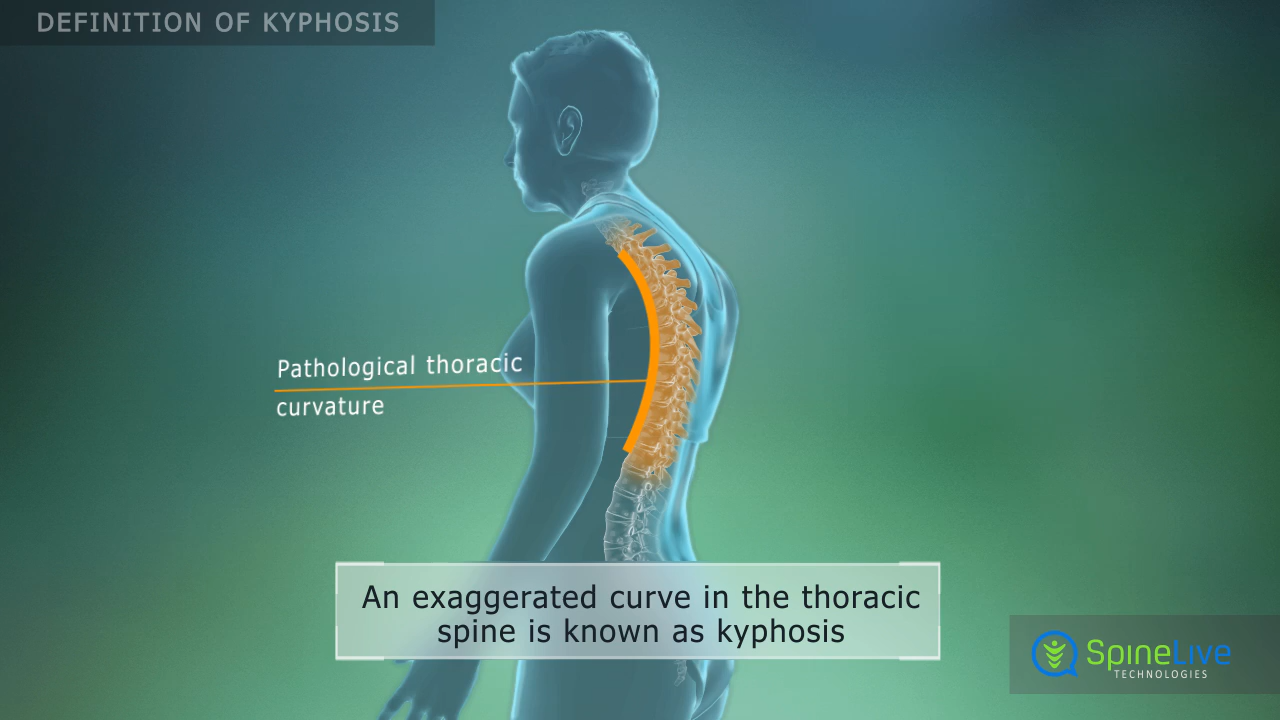 DEFINITION OF KYPHOSIS
Pathological thoracic
curvature
An exaggerated curve in the thoracic
spine is known as kyphosis
SpineLive
TECHNOLOGIES